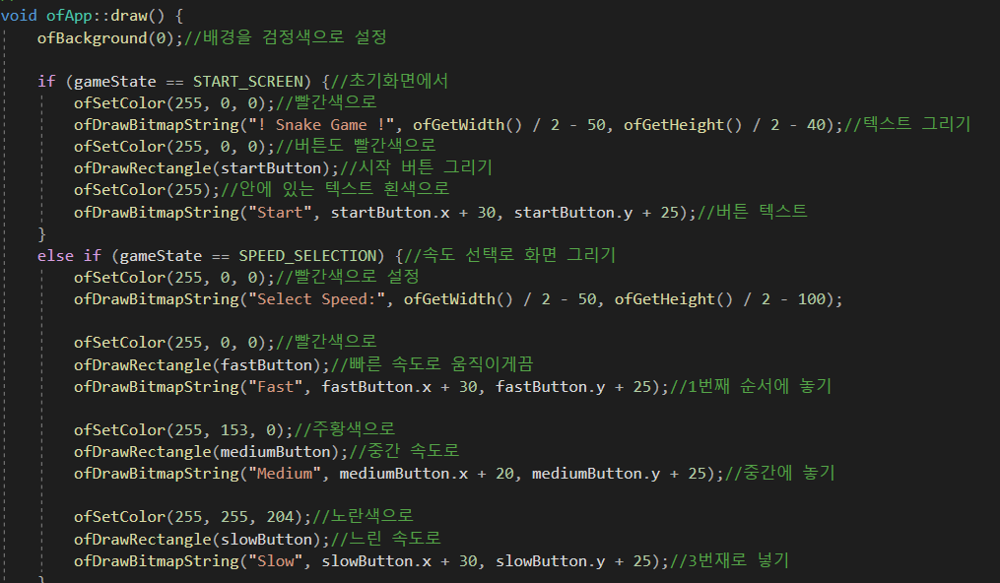 void ofApp::draw() {
ofBackground(0);//배경을 검정색으로 설정
if (gameState == START_SCREEN) {//초기화면에서
ofSetColor(255, 0, 0);//빨간색으로
ofDrawBitmapString("! Snake Game !", ofGetWidth() / 2 - 50, ofGetHeight() / 2 - 40);//텍스트 그리기
ofSetColor(255, 0, 0);//버튼도 빨간색으로
ofDrawRectangle(startButton);//시작 버튼 그리기
ofSetColor(255);//안에 있는 텍스트 흰색으로
ofDrawBitmapString("Start", startButton.x + 30, startButton.y + 25);//버튼 텍스트
}
else if (gameState == SPEED_SELECTION) {//속도 선택로 화면 그리기
ofSetColor(255, 0, 0);//빨간색으로 설정
ofDrawBitmapString("Select Speed:", ofGetWidth() / 2 - 50, ofGetHeight() / 2 - 100);
ofSetColor(255, 0, 0);//빨간색으로
ofDrawRectangle(fastButton);//빠른 속도로 움직이게끔
ofDrawBitmapString("Fast", fastButton.x + 30, fastButton.y + 25);//1번째 순서에 놓기
ofSetColor(255, 153, 0);//주황색으로
ofDrawRectangle(mediumButton);//중간 속도로
ofDrawBitmapString("Medium", mediumButton.x + 20, mediumButton.y + 25);//중간에 놓기
ofSetColor(255, 255, 204);//노란색으로
ofDrawRectangle(slowButton);//느린 속도로
ofDrawBitmapString("Slow", slowButton.x + 30, slowButton.y + 25);//3번재로 넣기
}